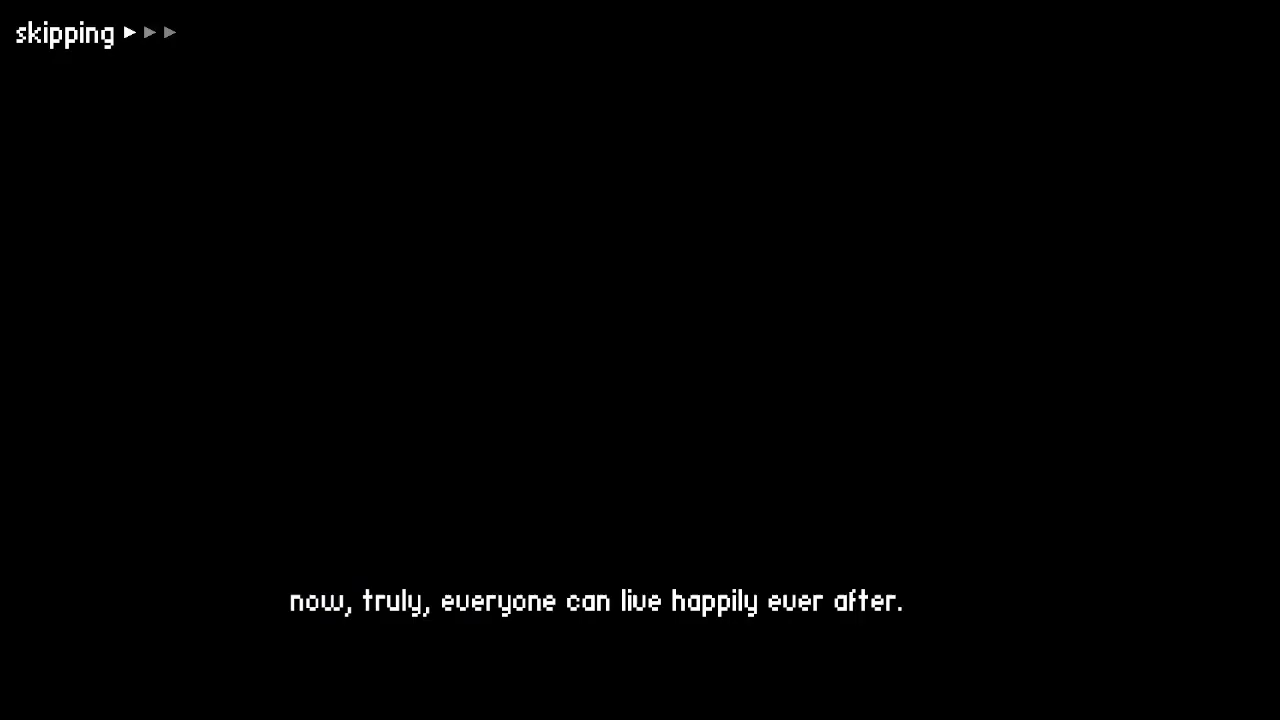 skipping ▸▸▸
now, truly, everyone can live happily ever after.